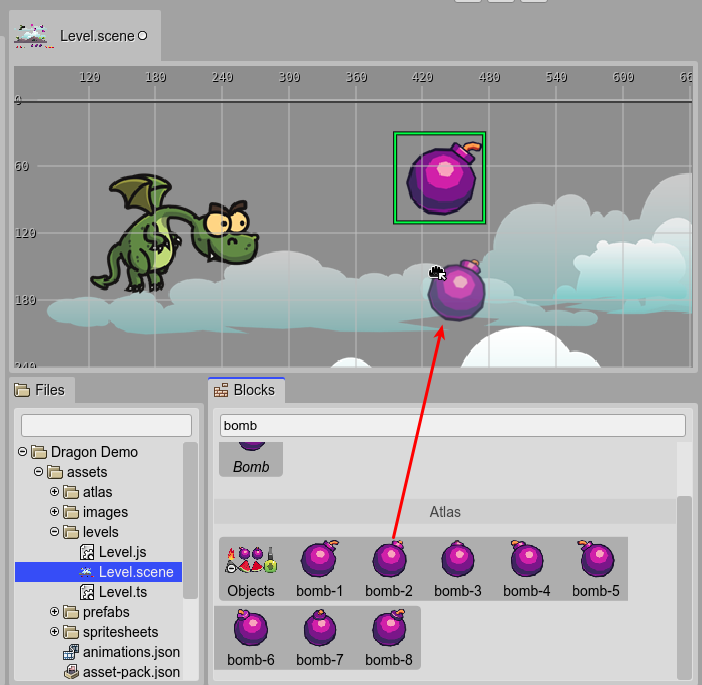 Level.scene
120 180 240 300 360 420 480 540 600 66
0
60
120
180
240
Files
Blocks
bomb
Dragon Demo
assets
atlas
images
levels
Level.js
Level.scene
Level.ts
prefabs
spritesheets
animations.json
asset-pack.json
Bomb
Atlas
Objects bomb-1 bomb-2 bomb-3 bomb-4 bomb-5
bomb-6 bomb-7 bomb-8